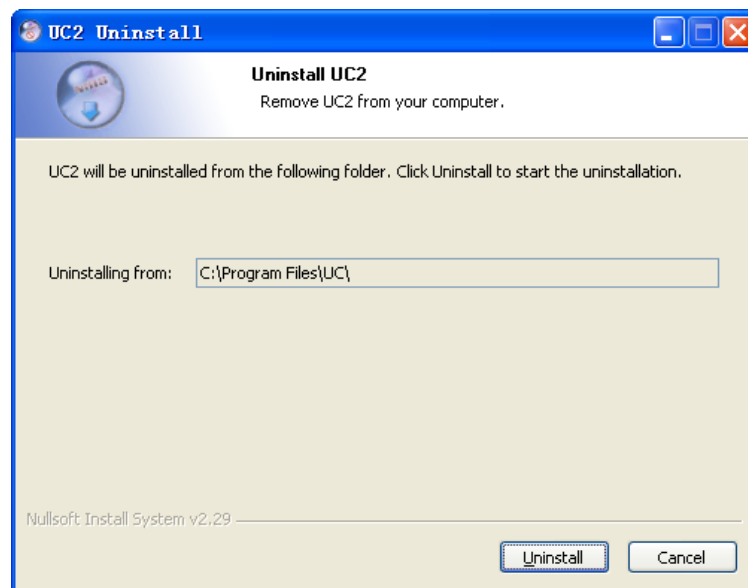 UC2 Uninstall
Uninstall UC2
Remove UC2 from your computer.
UC2 will be uninstalled from the following folder. Click Uninstall to start the uninstallation.
Uninstalling from: C:\Program Files\UC\
Nullsoft Install System v2.29
Uninstall Cancel